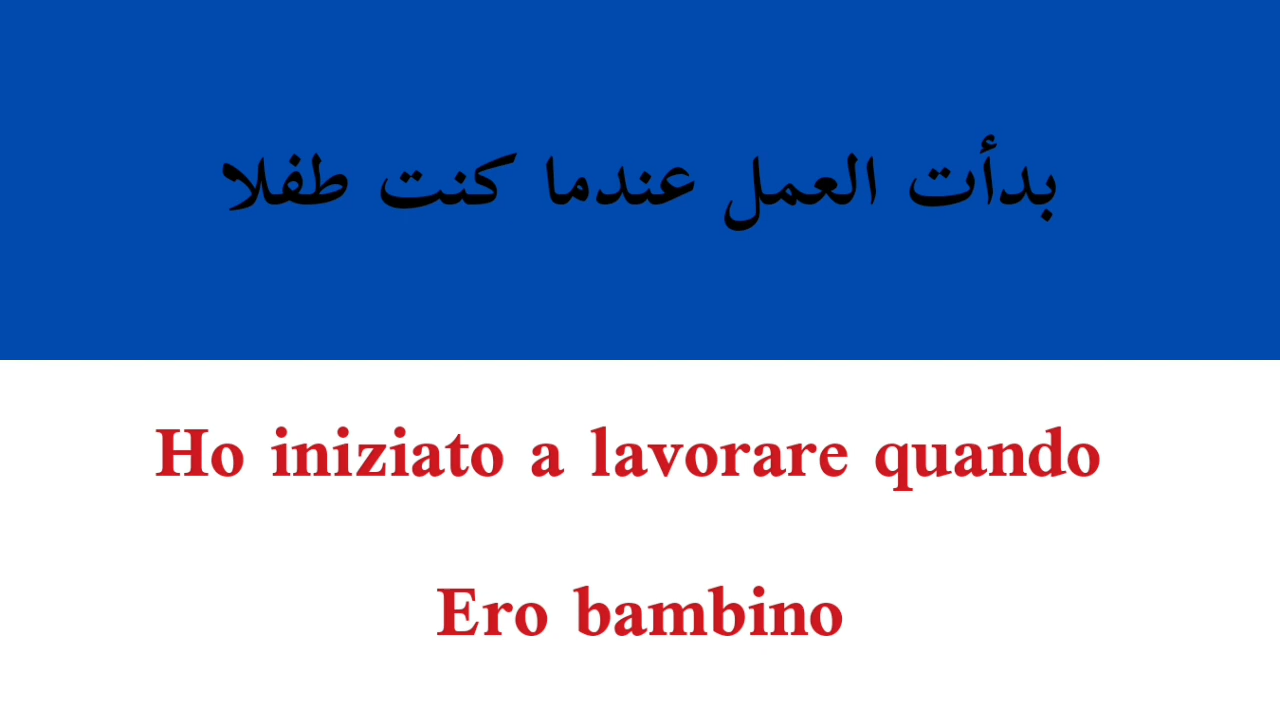 بدأت العمل عندما كنت طفلا
Ho iniziato a lavorare quando
Ero bambino